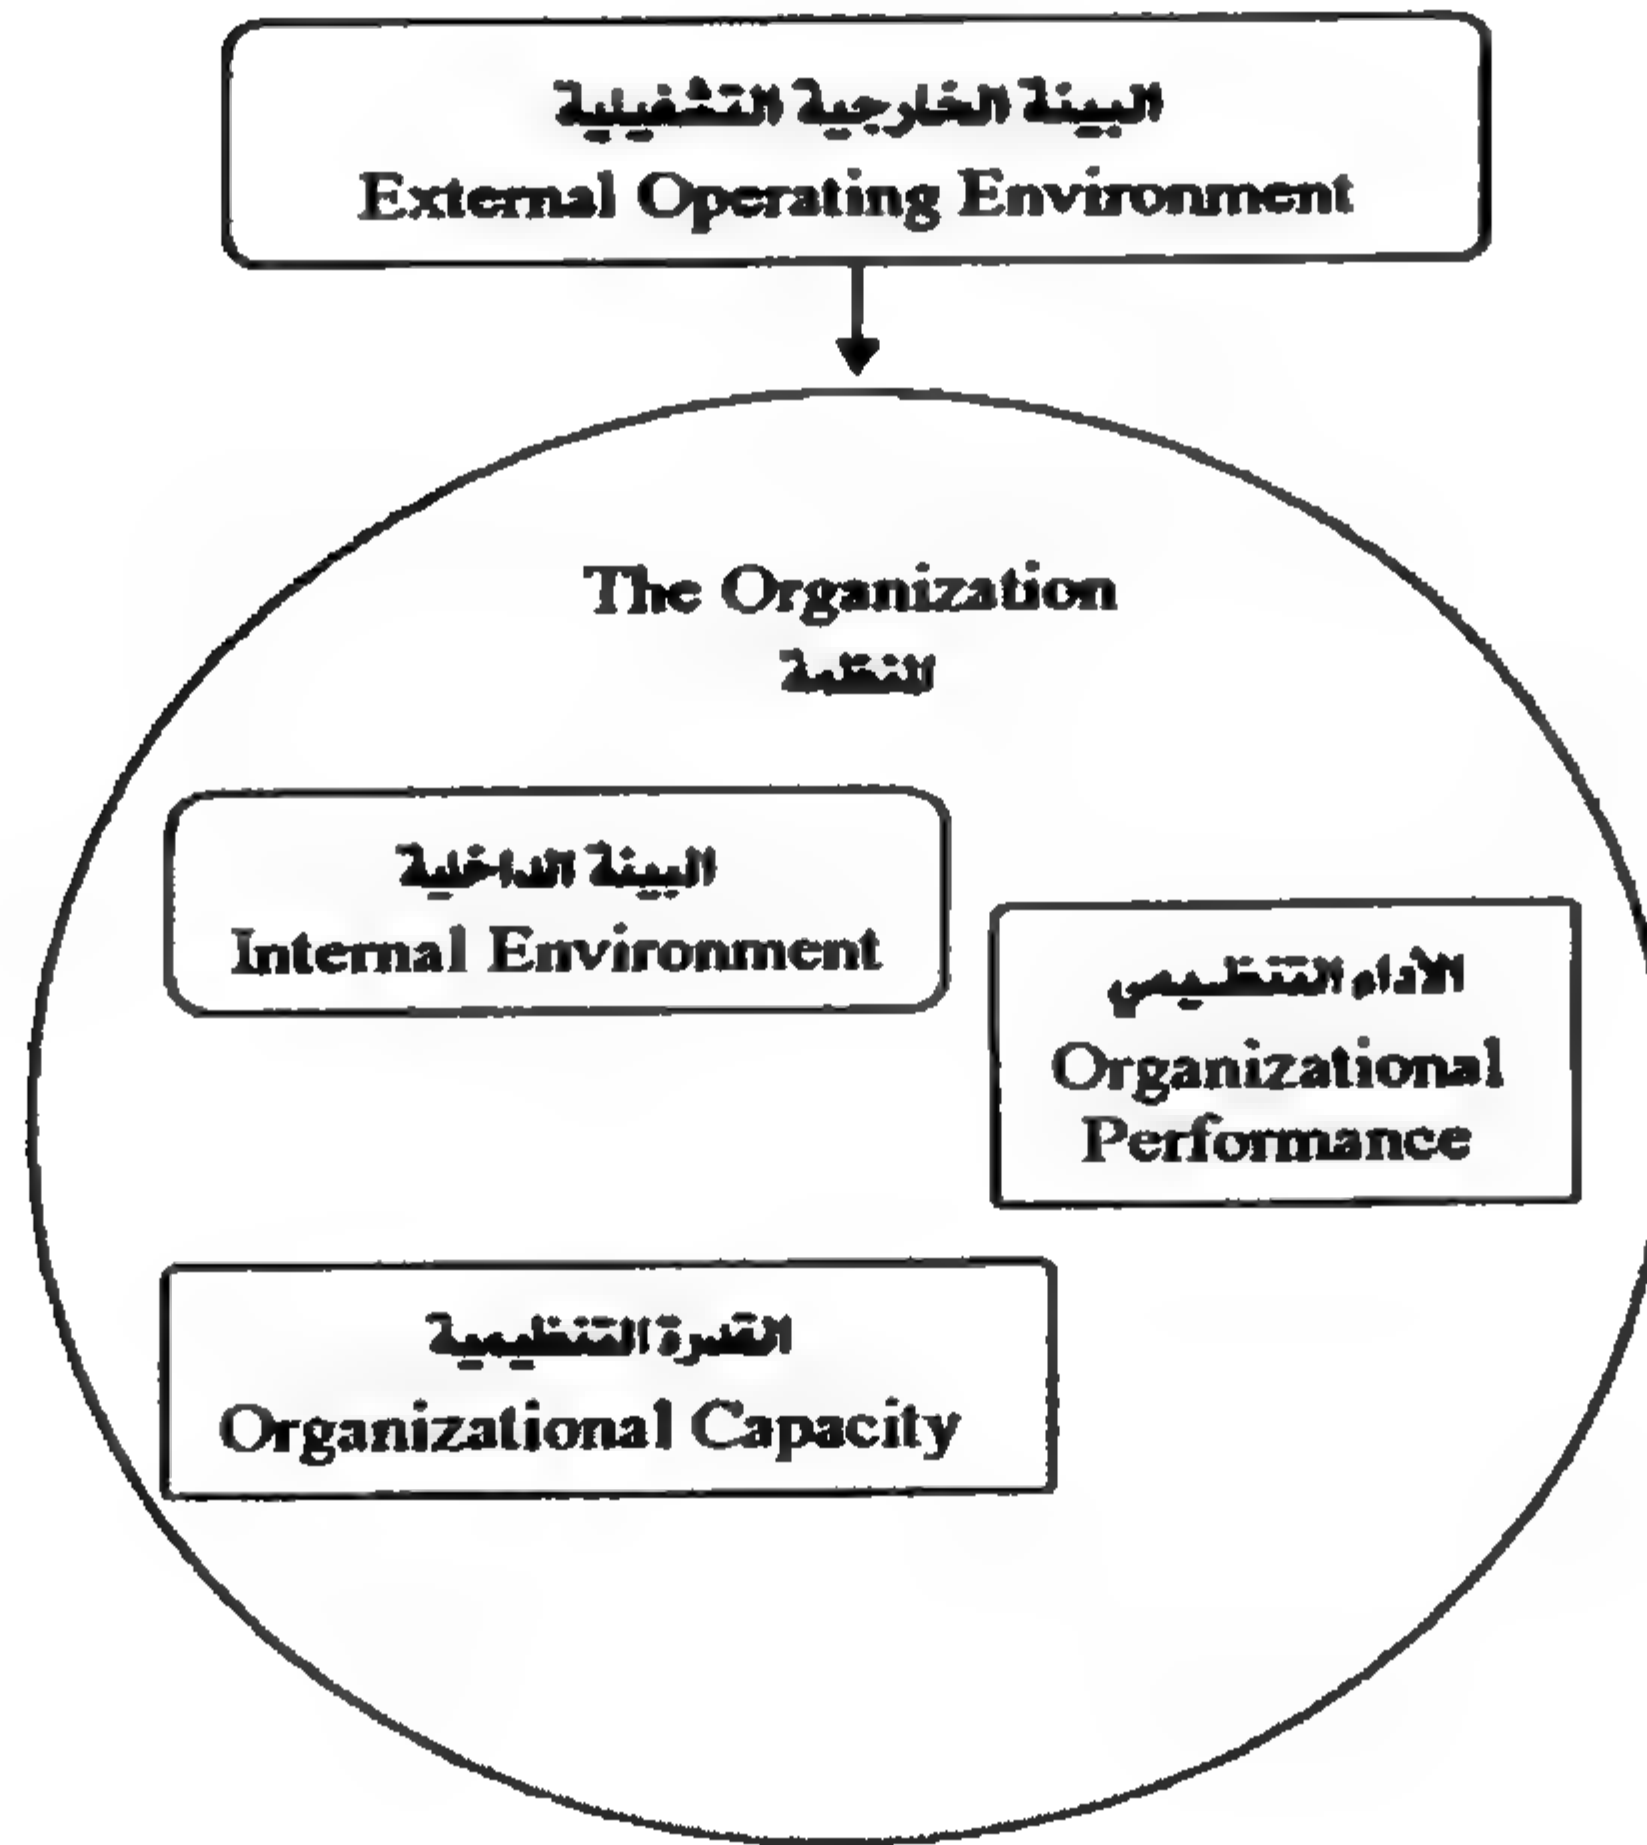 البيئة الخارجية التشغيلية
External Operating Environment
The Organization
المنظمة
البيئة الداخلية
Internal Environment
الأداء التنظيمي
Organizational
Performance
القدرة التنظيمية
Organizational Capacity